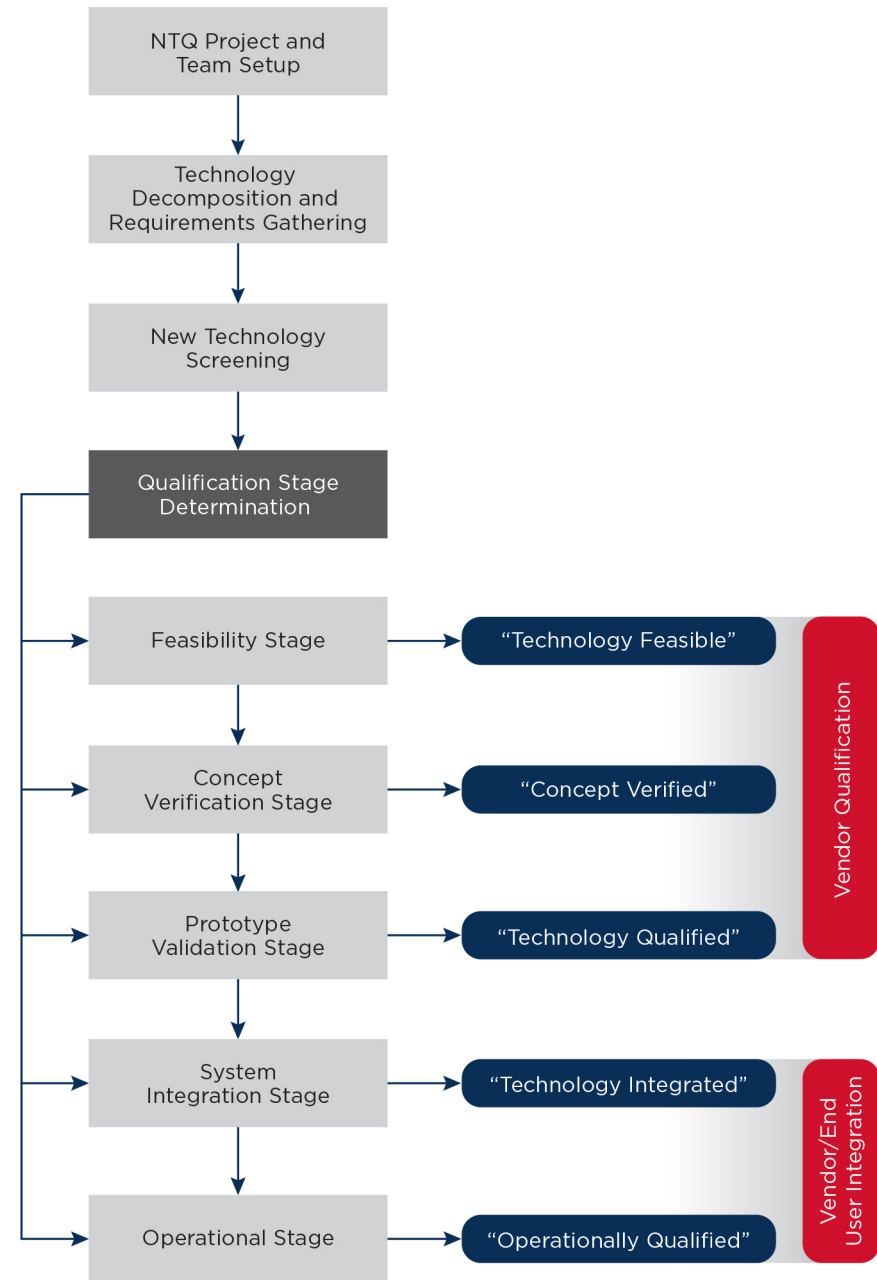 NTQ Project and
Team Setup
Technology
Decomposition and
Requirements Gathering
New Technology
Screening
Qualification Stage
Determination
Feasibility Stage
“Technology Feasible”
Concept
Verification Stage
“Concept Verified”
Prototype
Validation Stage
“Technology Qualified”
Vendor Qualification
System
Integration Stage
“Technology Integrated”
Operational Stage
“Operationally Qualified”
Vendor/End
User Integration